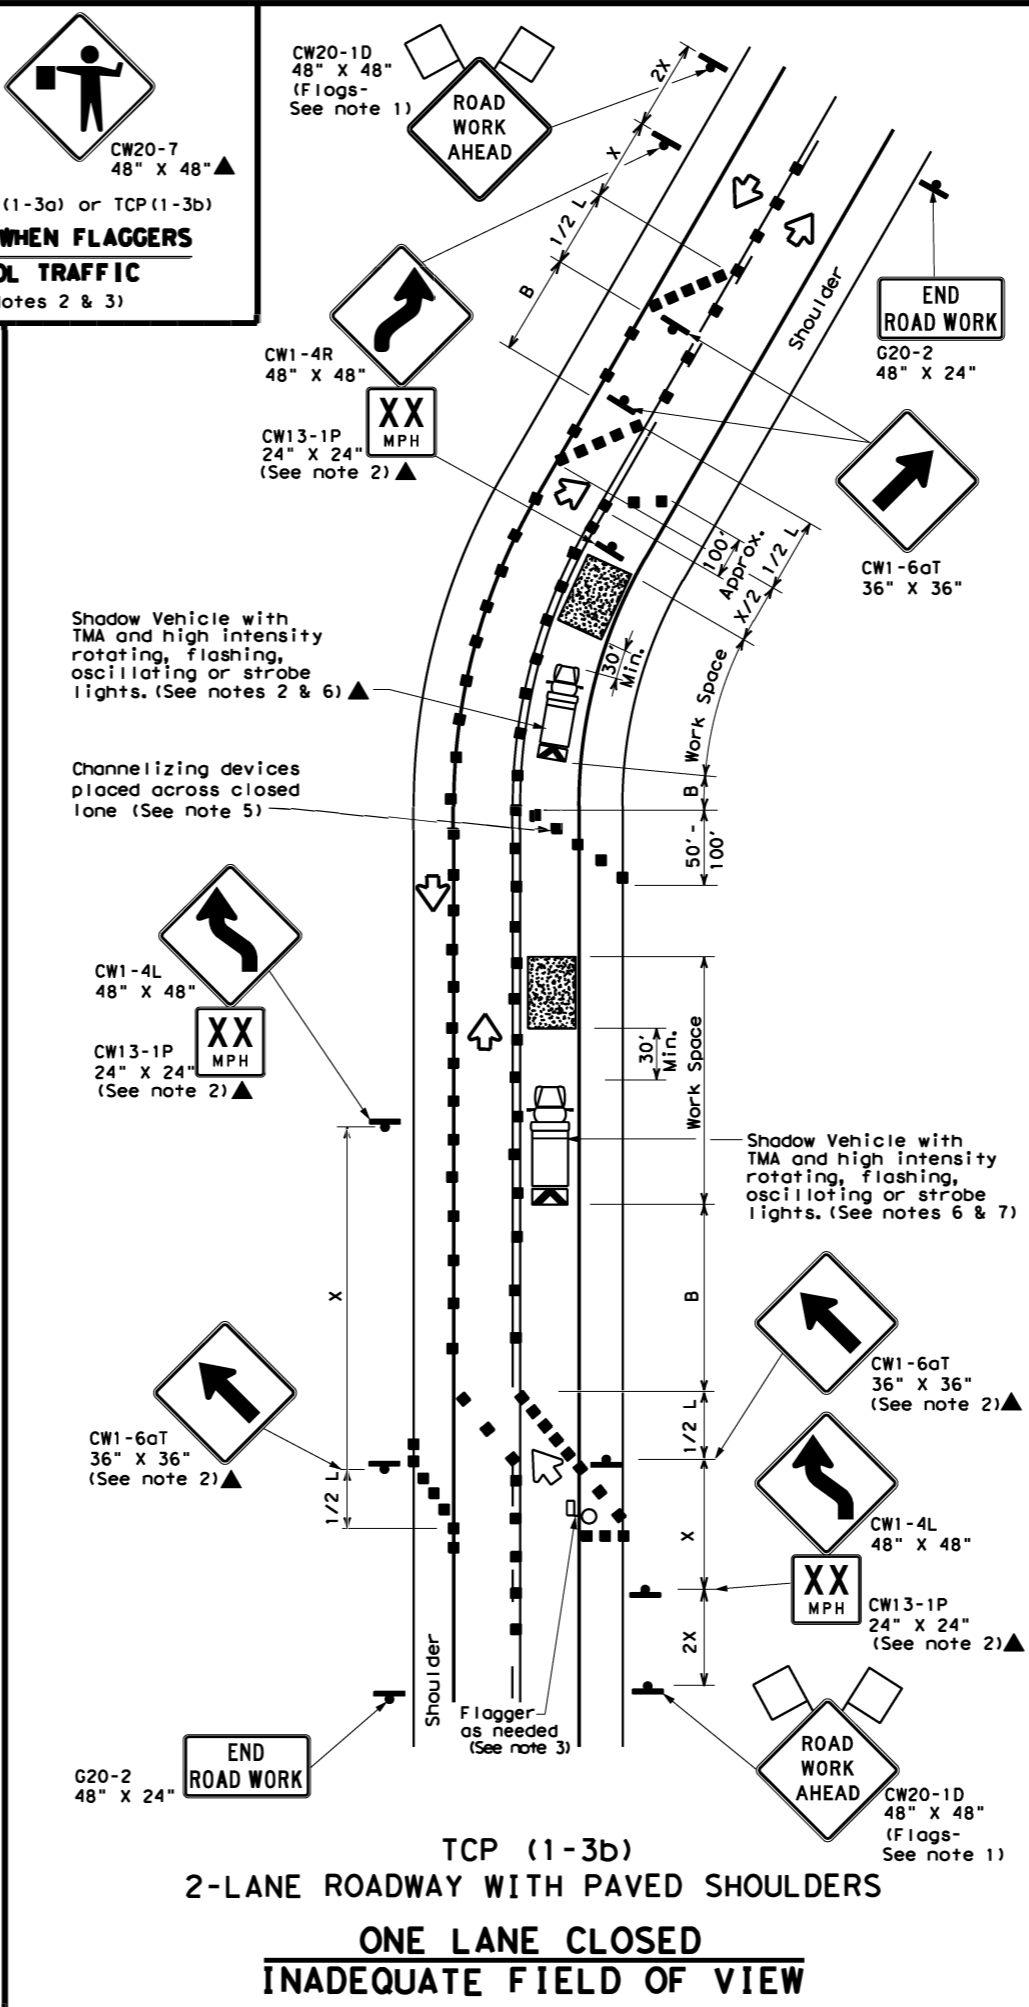 CW20-7
48" X 48" ▲
(1-3a) or TCP(1-3b)
WHEN FLAGGERS
OL TRAFFIC
otes 2 & 3)
CW20-1D
48" X 48"
(Flags-
See note 1)
ROAD
WORK
AHEAD
2X
X
1/2 L
B
Shoulder
END
ROAD WORK
G20-2
48" X 24"
CW1-4R
48" X 48"
XX
MPH
CW13-1P
24" X 24"
(See note 2) ▲
CW1-6aT
36" X 36"
100'
Approx.
1/2 L
X/2
30'
Min.
Work Space
B
50' -
100'
Shadow Vehicle with
TMA and high intensity
rotating, flashing,
oscillating or strobe
lights. (See notes 2 & 6) ▲
Channelizing devices
placed across closed
lane (See note 5)
CW1-4L
48" X 48"
XX
MPH
CW13-1P
24" X 24"
(See note 2) ▲
30'
Min.
Work Space
Shadow Vehicle with
TMA and high intensity
rotating, flashing,
oscillating or strobe
lights. (See notes 6 & 7)
X
B
CW1-6aT
36" X 36"
(See note 2) ▲
1/2 L
CW1-6aT
36" X 36"
(See note 2) ▲
1/2 L
X
CW1-4L
48" X 48"
XX
MPH
CW13-1P
24" X 24"
(See note 2) ▲
2X
Shoulder
Flagger
as needed
(See note 3)
END
ROAD WORK
G20-2
48" X 24"
ROAD
WORK
AHEAD
CW20-1D
48" X 48"
(Flags-
See note 1)
TCP (1-3b)
2-LANE ROADWAY WITH PAVED SHOULDERS
ONE LANE CLOSED
INADEQUATE FIELD OF VIEW